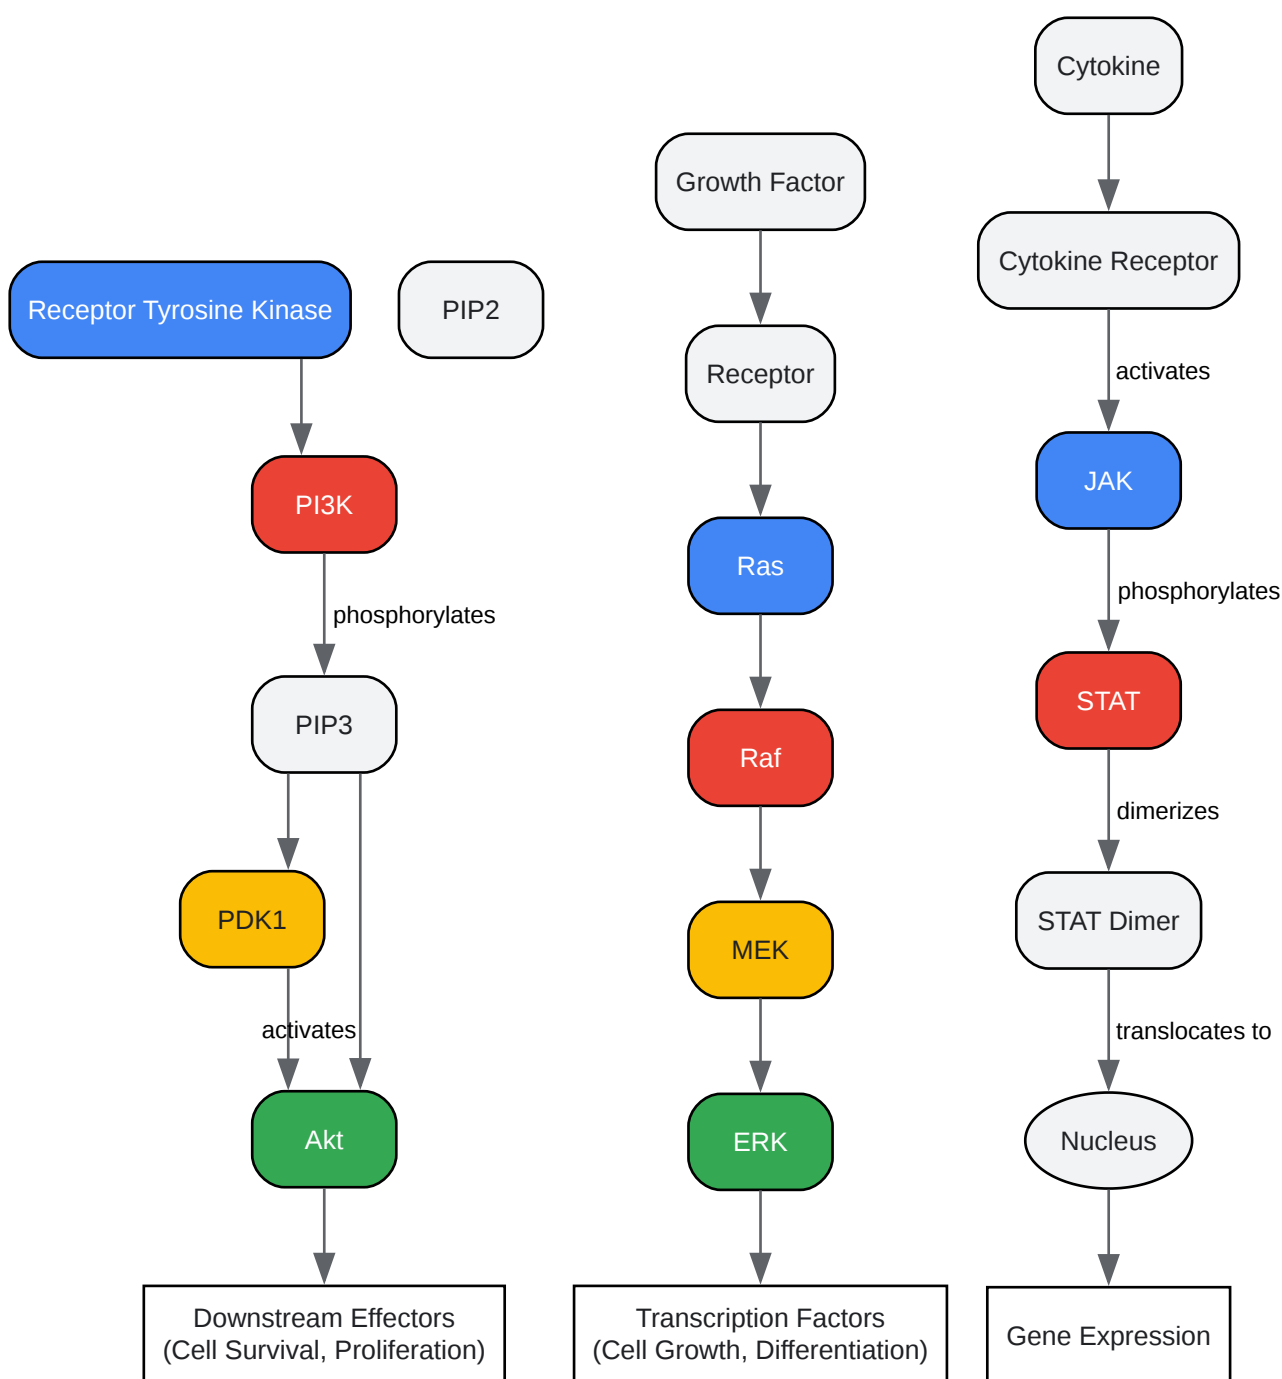 Receptor Tyrosine Kinase
PIP2
PI3K
phosphorylates
PIP3
PDK1
activates
Akt
Downstream Effectors
(Cell Survival, Proliferation)
Growth Factor
Receptor
Ras
Raf
MEK
ERK
Transcription Factors
(Cell Growth, Differentiation)
Cytokine
Cytokine Receptor
activates
JAK
phosphorylates
STAT
dimerizes
STAT Dimer
translocates to
Nucleus
Gene Expression